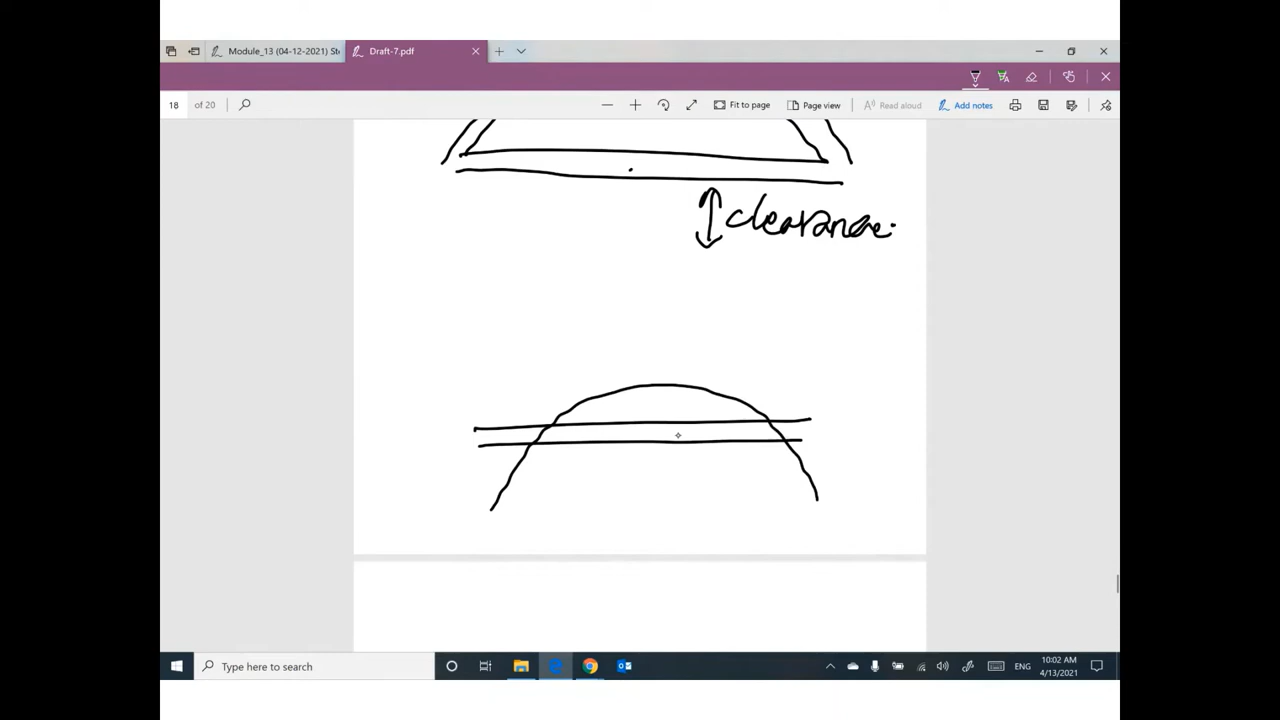 Module_13 (04-12-2021) Ste
Draft-7.pdf
18 of 20
Fit to page
Page view
Read aloud
Add notes
clearance.
Type here to search
ENG
10:02 AM
4/13/2021